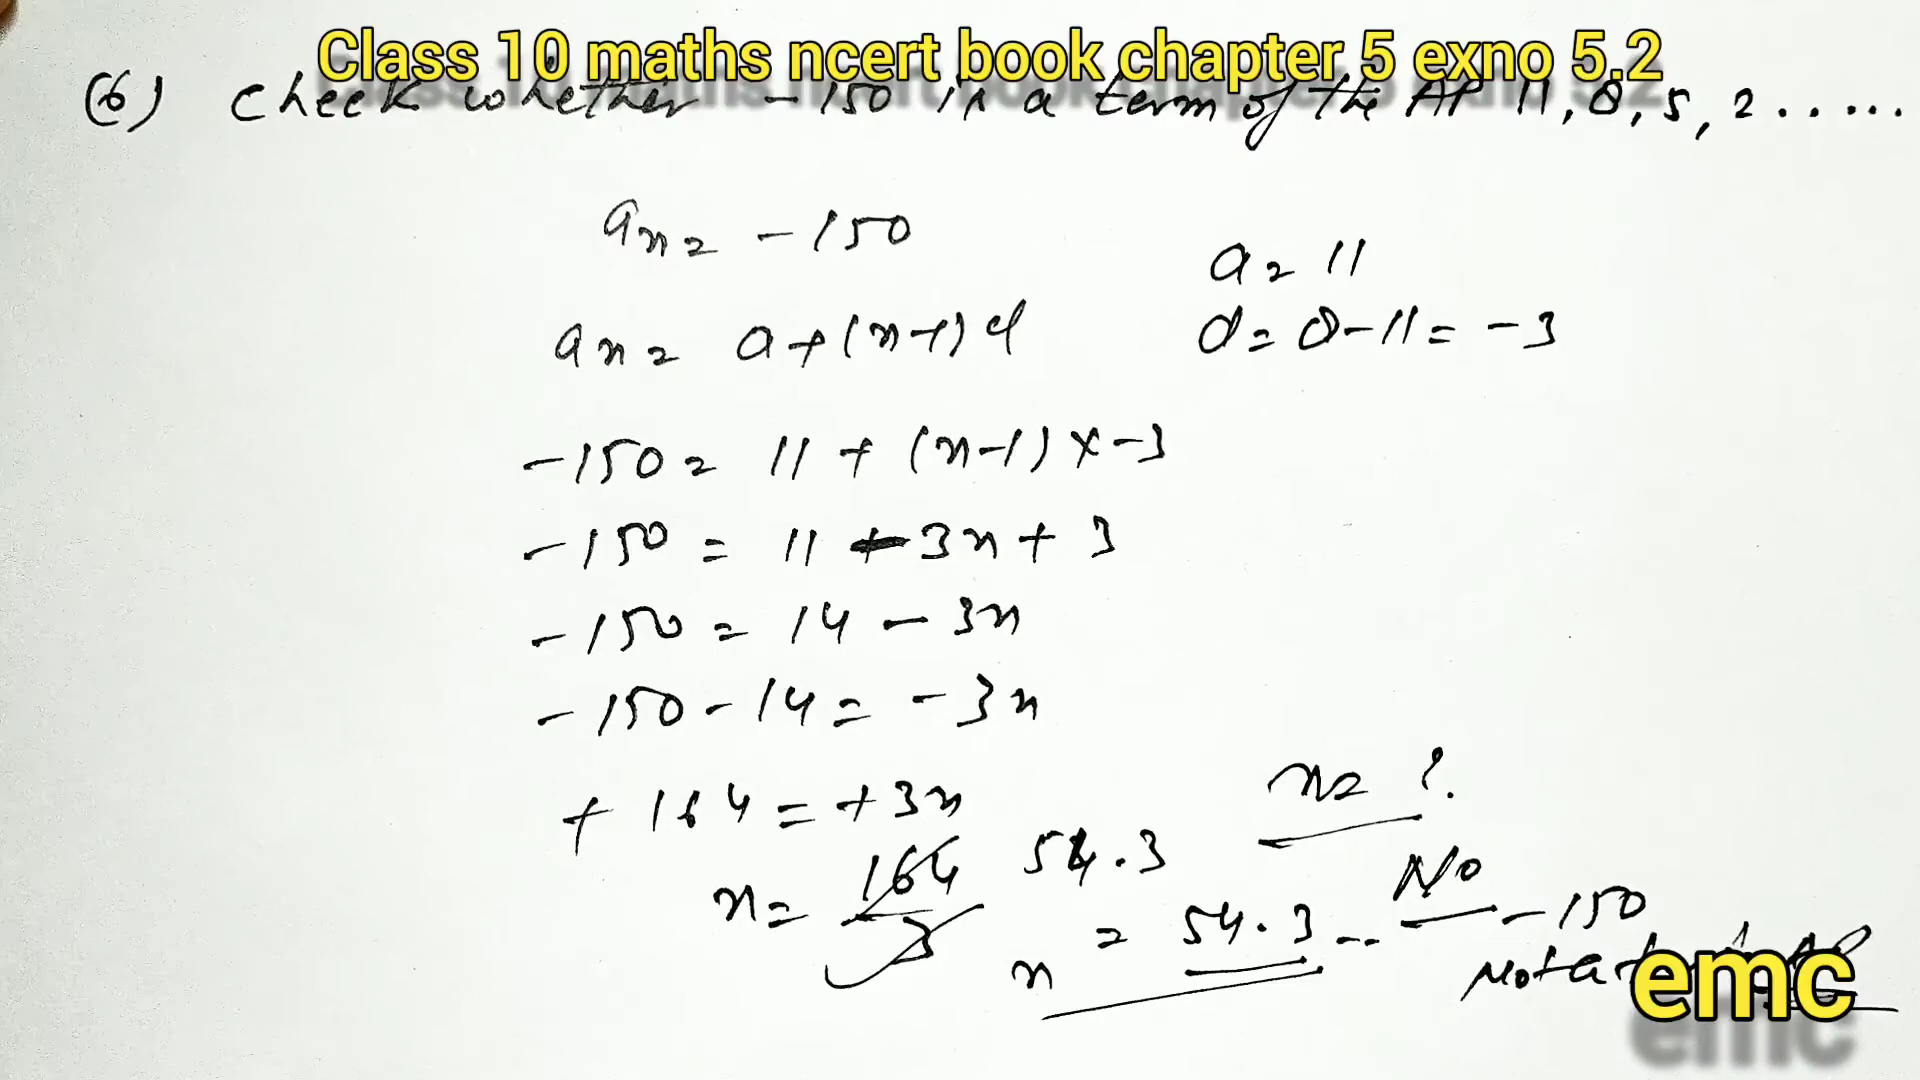 Class 10 maths ncert book chapter 5 exno 5.2
(6) Check whether -150 is a term of the AP 11, 8, 5, 2.....
an = -150
a = 11
an = a+(n-1)d
d = 8-11 = -3
-150 = 11 + (n-1) x -3
-150 = 11 - 3n + 3
-150 = 14 - 3n
-150 - 14 = -3n
+ 164 = +3n
n = ?
n = 164/3 54.3
No
n = 54.3--
-150
Not a
AP
emc